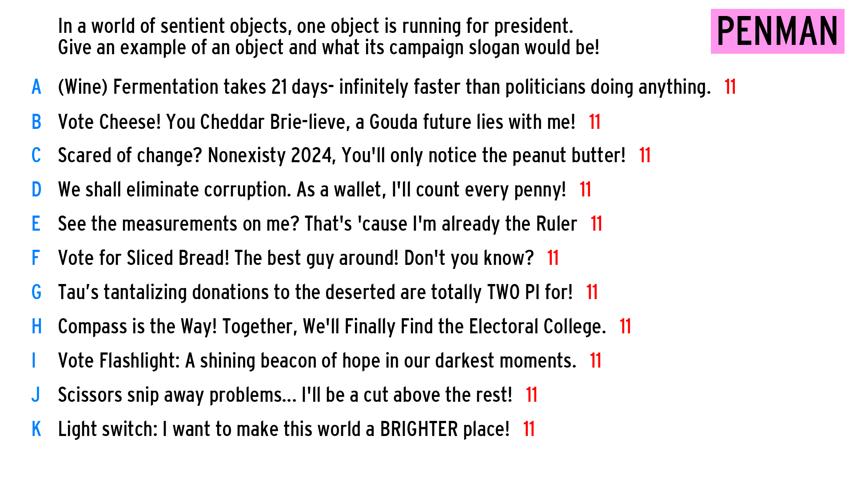 In a world of sentient objects, one object is running for president.
Give an example of an object and what its campaign slogan would be!
PENMAN
A (Wine) Fermentation takes 21 days- infinitely faster than politicians doing anything. 11
B Vote Cheese! You Cheddar Brie-lieve, a Gouda future lies with me! 11
C Scared of change? Nonexisty 2024, You'll only notice the peanut butter! 11
D We shall eliminate corruption. As a wallet, I'll count every penny! 11
E See the measurements on me? That's 'cause I'm already the Ruler 11
F Vote for Sliced Bread! The best guy around! Don't you know? 11
G Tau’s tantalizing donations to the deserted are totally TWO PI for! 11
H Compass is the Way! Together, We'll Finally Find the Electoral College. 11
I Vote Flashlight: A shining beacon of hope in our darkest moments. 11
J Scissors snip away problems... I'll be a cut above the rest! 11
K Light switch: I want to make this world a BRIGHTER place! 11